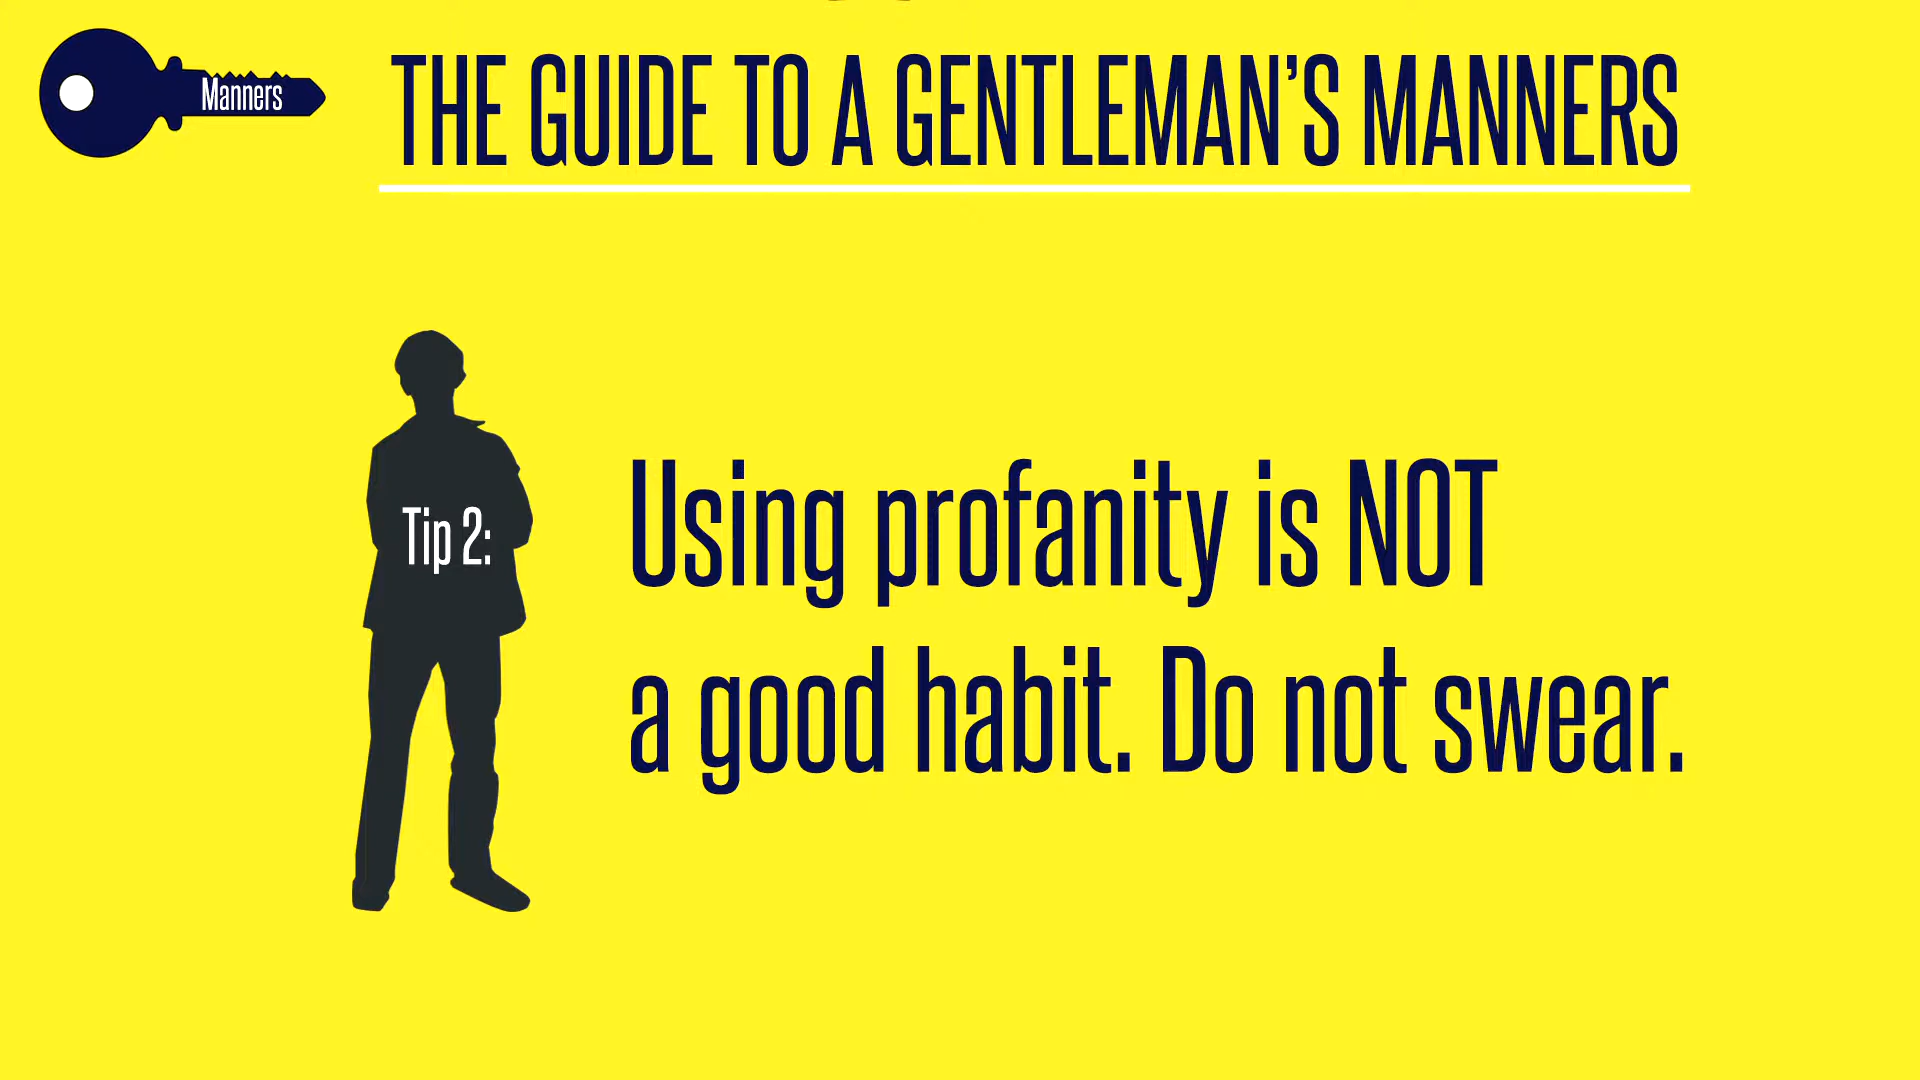 Manners
THE GUIDE TO A GENTLEMAN’S MANNERS
Tip 2:
Using profanity is NOT
a good habit. Do not swear.